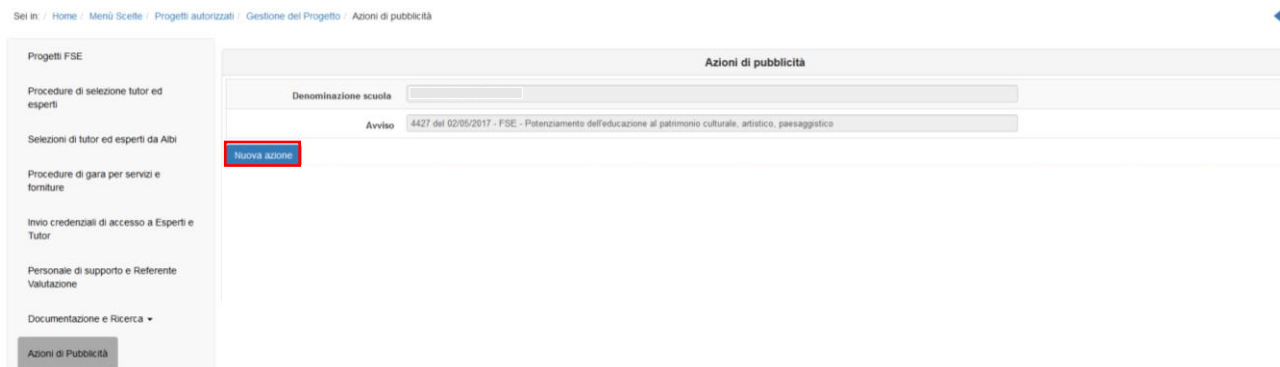 Sei in: / Home / Menù Scelte / Progetti autorizzati / Gestione del Progetto / Azioni di pubblicità
Progetti FSE
Procedure di selezione tutor ed
esperti
Selezioni di tutor ed esperti da Albi
Procedure di gara per servizi e
forniture
Invio credenziali di accesso a Esperti e
Tutor
Personale di supporto e Referente
Valutazione
Documentazione e Ricerca
Azioni di Pubblicità
Azioni di pubblicità
Denominazione scuola
Avviso 4427 del 02/05/2017 - FSE - Potenziamento dell'educazione al patrimonio culturale, artistico, paesaggistico
Nuova azione